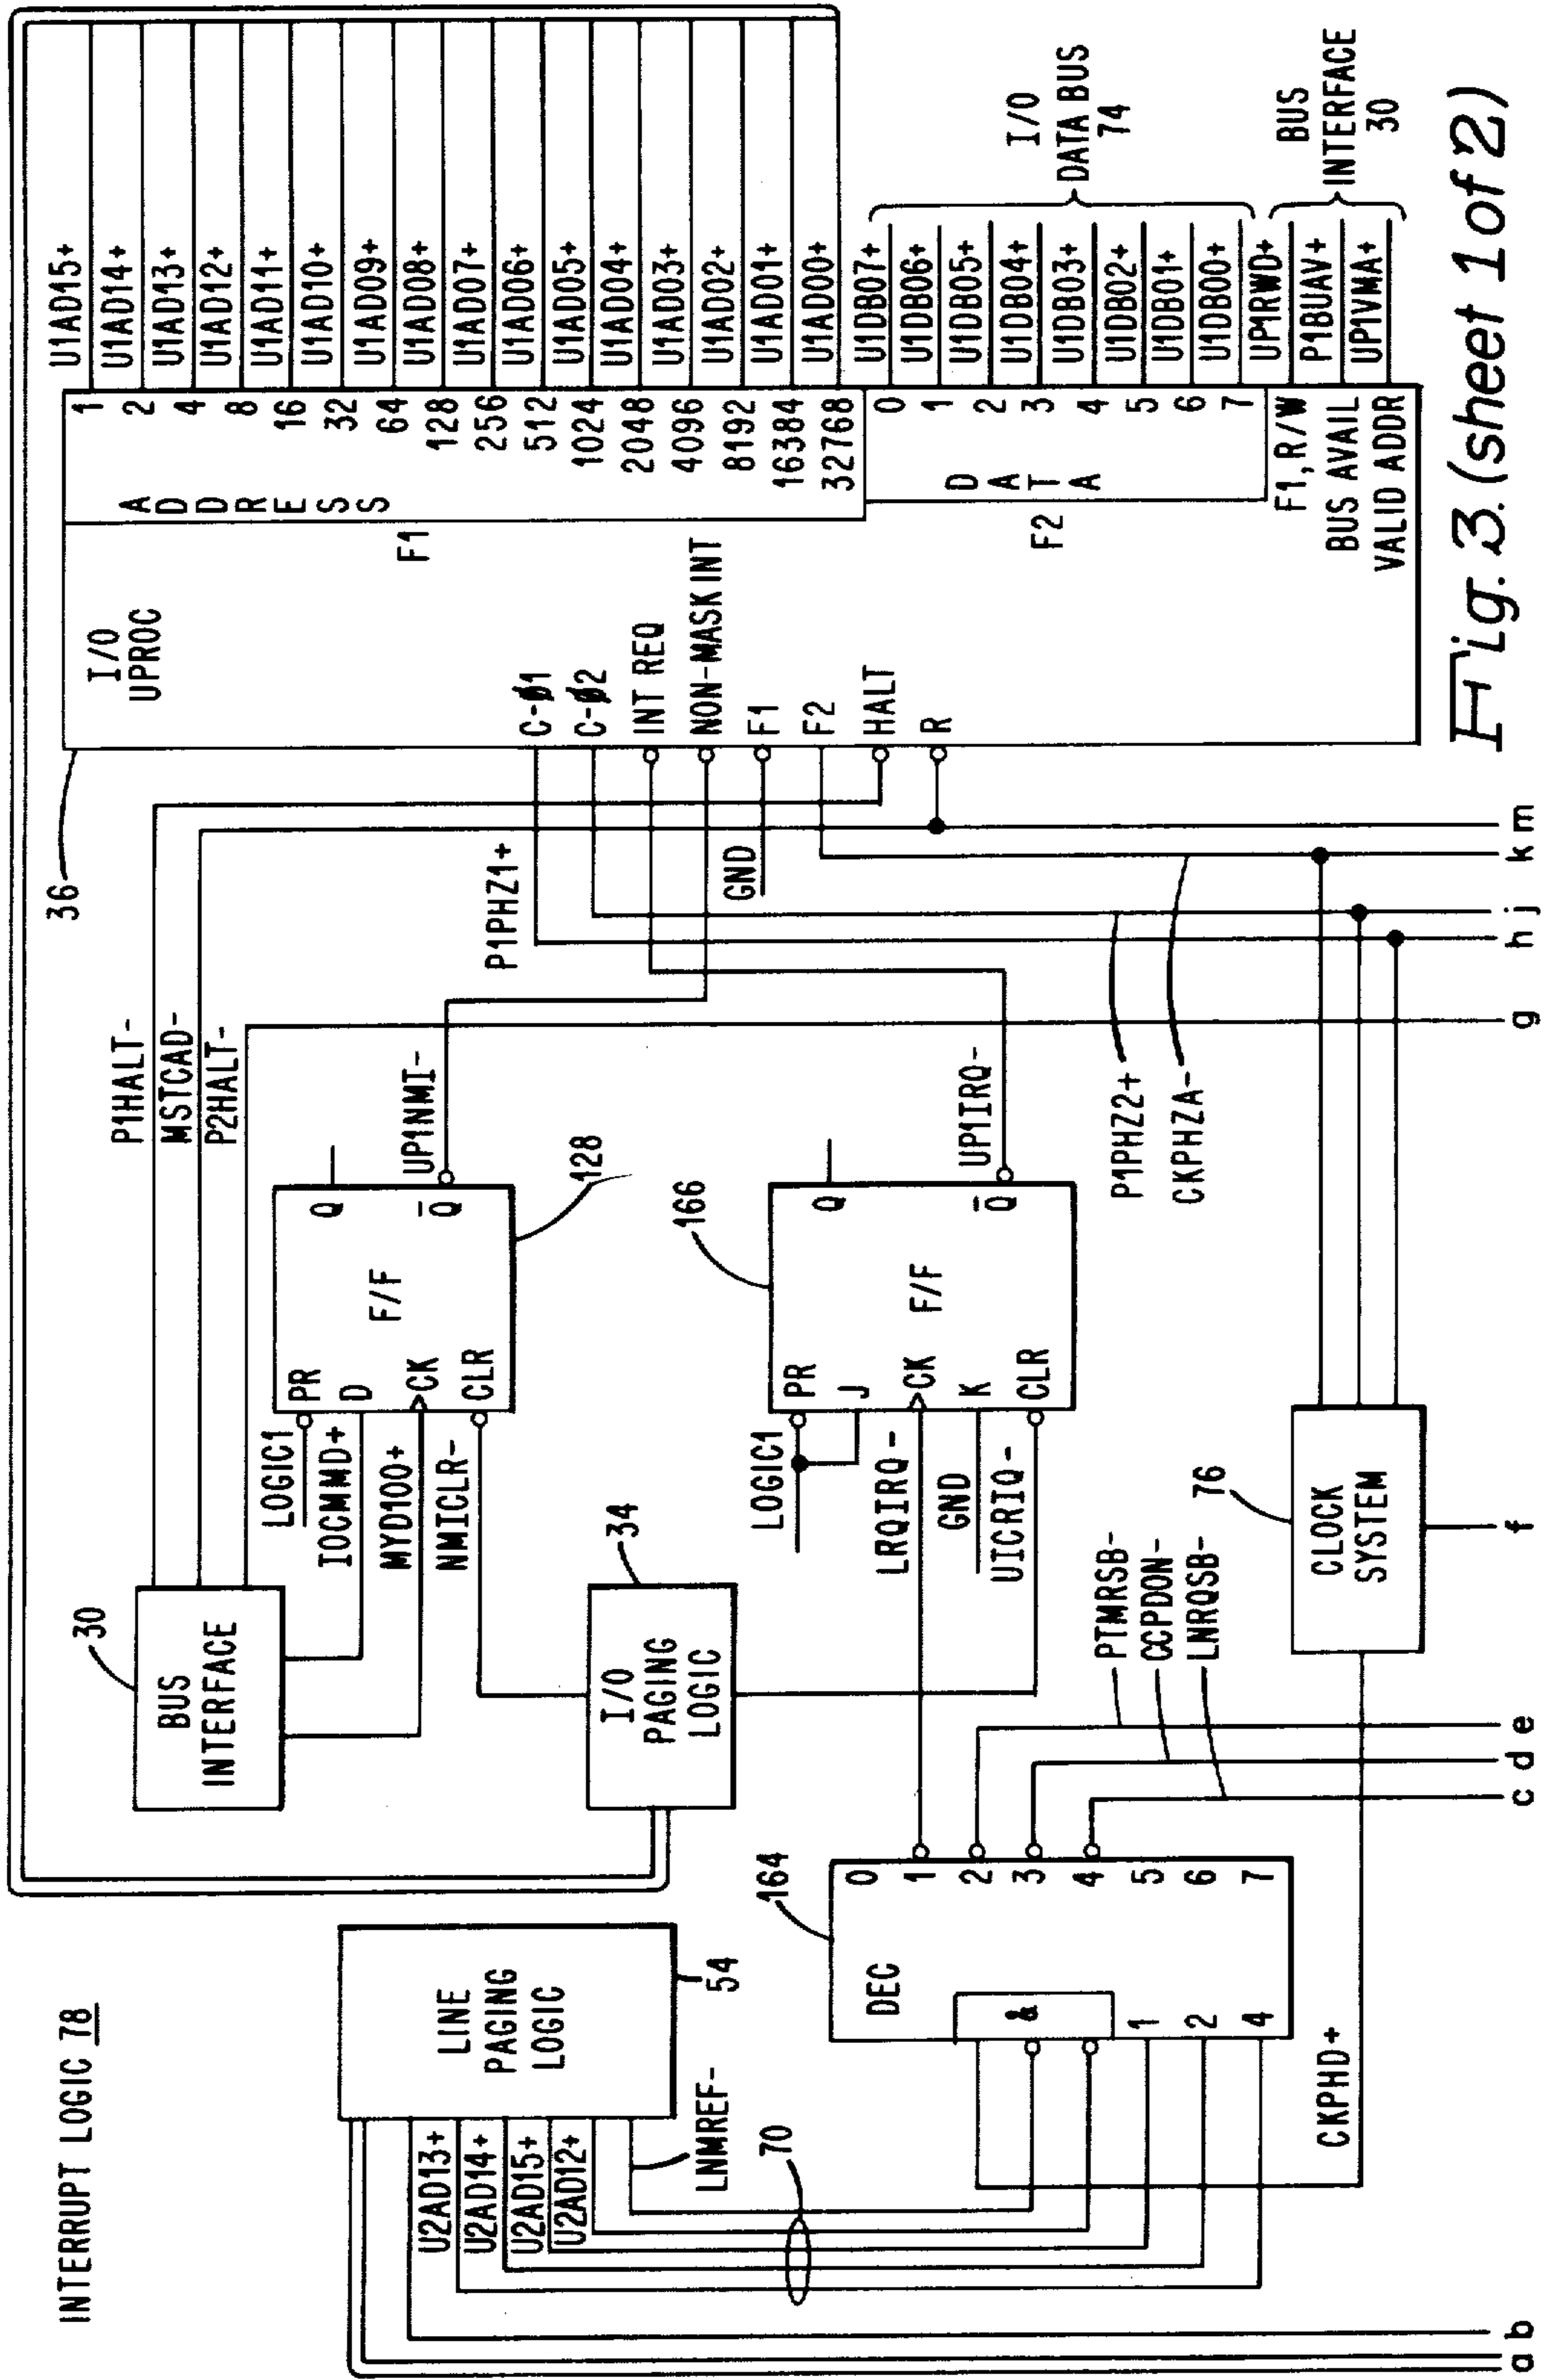 INTERRUPT LOGIC 78
LINE
PAGING
LOGIC
54
U2AD13+
U2AD14+
U2AD15+
U2AD12+
LNMREF-
70
CKPHD+
164
DEC
&
1
2
4
0
1
2
3
4
5
6
7
30
BUS
INTERFACE
34
I/O
PAGING
LOGIC
P1HALT-
MSTCAD-
P2HALT-
LOGIC1
IOCMMD+
MYD100+
NMICLR-
PR
D
CK
CLR
F/F
Q
Q̅
UP1NMI-
128
166
LOGIC1
LRQIRQ-
GND
UICRIQ-
PR
J
CK
K
CLR
F/F
Q
Q̅
UP1IRQ-
PTMRSB-
CCPDON-
LNRQSB-
76
CLOCK
SYSTEM
P1PHZ2+
CKPHZA-
P1PHZ1+
GND
36
I/O
UPROC
C-Ø1
C-Ø2
INT REQ
NON-MASK INT
F1
F2
HALT
R
ADDRESS
F1
1
2
4
8
16
32
64
128
256
512
1024
2048
4096
8192
16384
32768
DATA
F2
0
1
2
3
4
5
6
7
F1,R/W
BUS AVAIL
VALID ADDR
U1AD15+
U1AD14+
U1AD13+
U1AD12+
U1AD11+
U1AD10+
U1AD09+
U1AD08+
U1AD07+
U1AD06+
U1AD05+
U1AD04+
U1AD03+
U1AD02+
U1AD01+
U1AD00+
U1DB07+
U1DB06+
U1DB05+
U1DB04+
U1DB03+
U1DB02+
U1DB01+
U1DB00+
UP1RWD+
P1BUAV+
UP1VMA+
I/O
DATA BUS
74
BUS
INTERFACE
30
a b c d e f g h j k m
Fig. 3. (sheet 1 of 2)